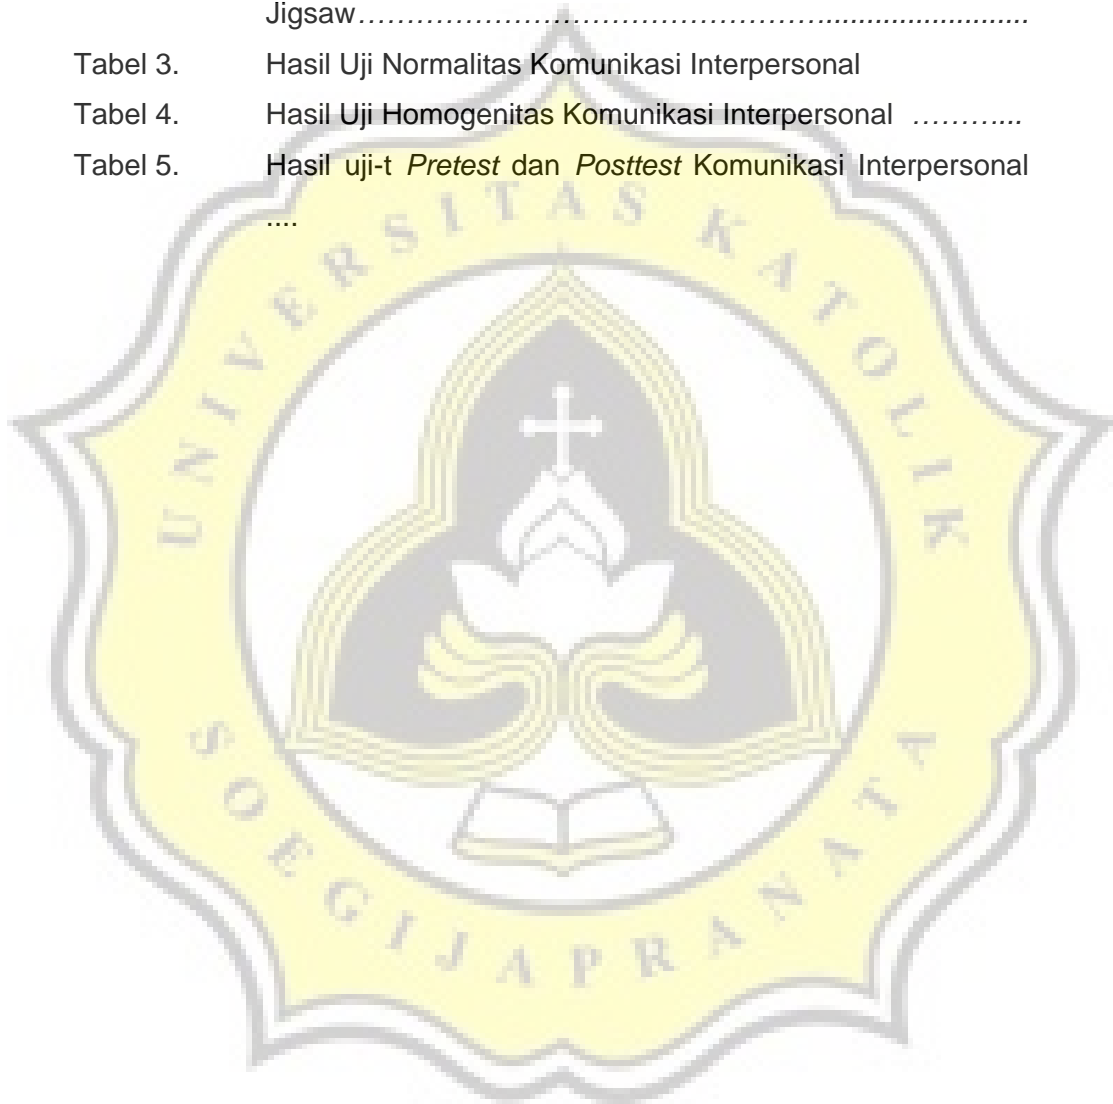 Jigsaw……………………………………….........................
Tabel 3. Hasil Uji Normalitas Komunikasi Interpersonal
Tabel 4. Hasil Uji Homogenitas Komunikasi Interpersonal ………...
Tabel 5. Hasil uji-t Pretest dan Posttest Komunikasi Interpersonal
....
UNIVERSITAS KATOLIK
SOEGIJAPRANATA